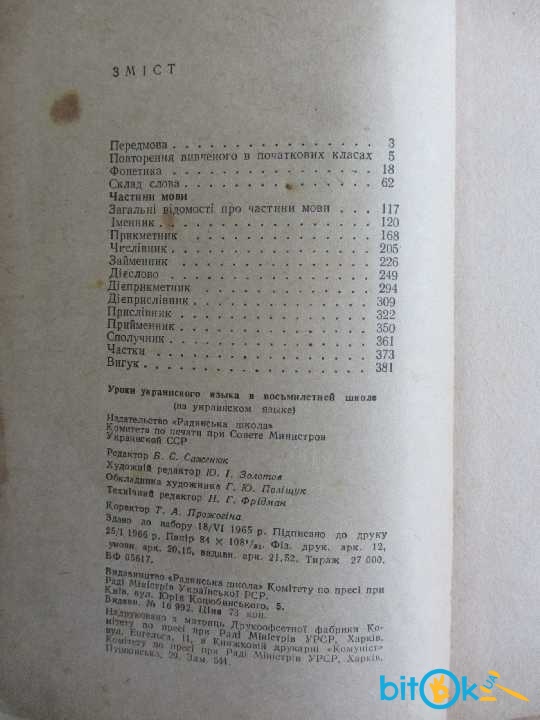 ЗМІСТ
Передмова . . . . . . . . . . . . . . . . 3
Повторення вивченого в початкових класах . 5
Фонетика . . . . . . . . . . . . . . . . 18
Склад слова . . . . . . . . . . . . . . . 62
Частини мови
Загальні відомості про частини мови . . . 117
Іменник . . . . . . . . . . . . . . . . . 120
Прикметник . . . . . . . . . . . . . . . 168
Числівник . . . . . . . . . . . . . . . . 205
Займенник . . . . . . . . . . . . . . . . 226
Дієслово . . . . . . . . . . . . . . . . 249
Дієприкметник . . . . . . . . . . . . . . 294
Дієприслівник . . . . . . . . . . . . . . 309
Прислівник . . . . . . . . . . . . . . . 322
Прийменник . . . . . . . . . . . . . . . 350
Сполучник . . . . . . . . . . . . . . . . 361
Частки . . . . . . . . . . . . . . . . . 373
Вигук . . . . . . . . . . . . . . . . . . 381
Уроки украинского языка в восьмилетней школе
(на украинском языке)
Издательство «Радянська школа»
Комитета по печати при Совете Министров
Украинской ССР
Редактор Б. Є. Саженюк
Художній редактор Ю. І. Золотов
Обкладинка художника Г. Ю. Поліщук
Технічний редактор Н. Г. Фрідман
Коректор Т. А. Прожогіна
Здано до набору 18/VI 1965 р. Підписано до друку
25/I 1966 р. Папір 84 × 108¹/₃₂. Фіз. друк. арк. 12,
умовн. арк. 20,16, видавн. арк. 21,52. Тираж 27 000.
БФ 05617.
Видавництво «Радянська школа» Комітету по пресі при
Раді Міністрів Української РСР.
Київ, вул. Юрія Коцюбинського, 5.
Видавн. № 16 992. Ціна 73 коп.
Надруковано з матриць Друкоофсетної фабрики Ко-
мітету по пресі при Раді Міністрів УРСР, Харків,
вул. Енгельса, 11, в Книжковій друкарні «Комуніст»
Комітету по пресі при Раді Міністрів УРСР, Харків,
Пушкінська, 29. Зам. 544.
bitOk UA